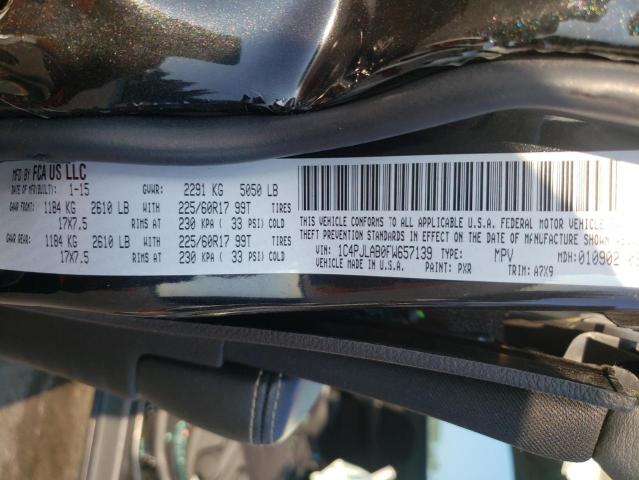 MFD BY FCA US LLC
DATE OF MFR(BUILT): 1-15 GVWR: 2291 KG 5050 LB
GAWR FRONT: 1184 KG 2610 LB WITH 225/60R17 99T TIRES
17X7.5 RIMS AT 230 KPA ( 33 PSI) COLD
GAWR REAR: 1184 KG 2610 LB WITH 225/60R17 99T TIRES
17X7.5 RIMS AT 230 KPA ( 33 PSI) COLD
THIS VEHICLE CONFORMS TO ALL APPLICABLE U.S.A. FEDERAL MOTOR VEHICLE
THEFT PREVENTION STANDARDS IN EFFECT ON THE DATE OF MANUFACTURE SHOWN
VIN: 1C4PJLAB0FW657139 TYPE: MPV MDH:010902
VEHICLE MADE IN U.S.A. PAINT: PXR TRIM: A7X9